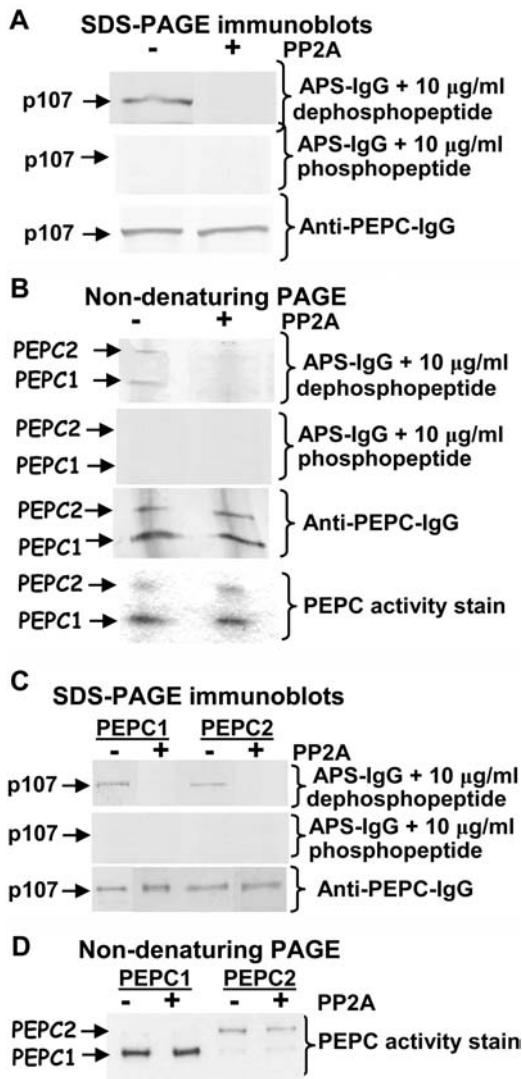 A
SDS-PAGE immunoblots
- + PP2A
p107 APS-IgG + 10 μg/ml
dephosphopeptide
p107 APS-IgG + 10 μg/ml
phosphopeptide
p107 Anti-PEPC-IgG
B
Non-denaturing PAGE
- + PP2A
PEPC2
PEPC1
APS-IgG + 10 μg/ml
dephosphopeptide
PEPC2
PEPC1
APS-IgG + 10 μg/ml
phosphopeptide
PEPC2
PEPC1
Anti-PEPC-IgG
PEPC2
PEPC1
PEPC activity stain
C
SDS-PAGE immunoblots
PEPC1 PEPC2
- + - + PP2A
p107 APS-IgG + 10 μg/ml
dephosphopeptide
p107 APS-IgG + 10 μg/ml
phosphopeptide
p107 Anti-PEPC-IgG
D
Non-denaturing PAGE
PEPC1 PEPC2
- + - + PP2A
PEPC2
PEPC1
PEPC activity stain